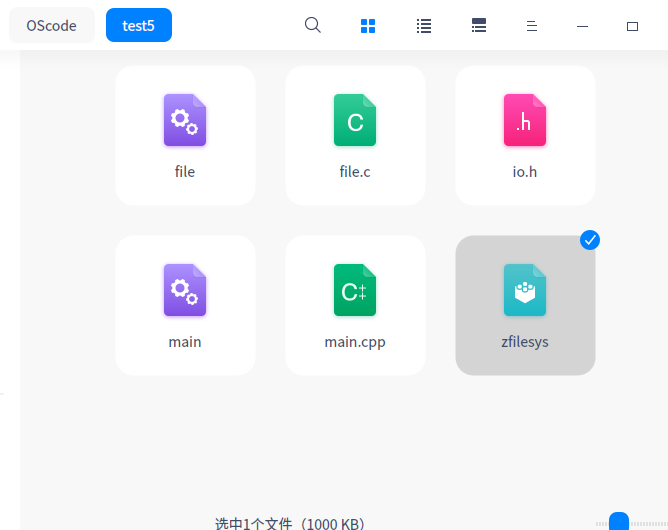 OScode test5
C .h
file file.c io.h
C++
main main.cpp zfilesys
选中1个文件（1000 KB）